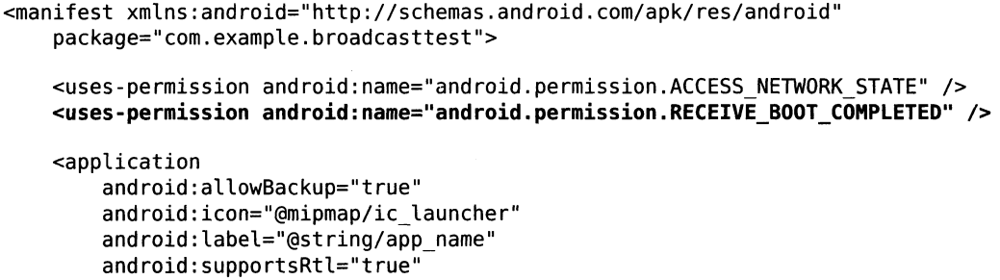 <manifest xmlns:android="http://schemas.android.com/apk/res/android"
    package="com.example.broadcasttest">

    <uses-permission android:name="android.permission.ACCESS_NETWORK_STATE" />
    <uses-permission android:name="android.permission.RECEIVE_BOOT_COMPLETED" />

    <application
        android:allowBackup="true"
        android:icon="@mipmap/ic_launcher"
        android:label="@string/app_name"
        android:supportsRtl="true"